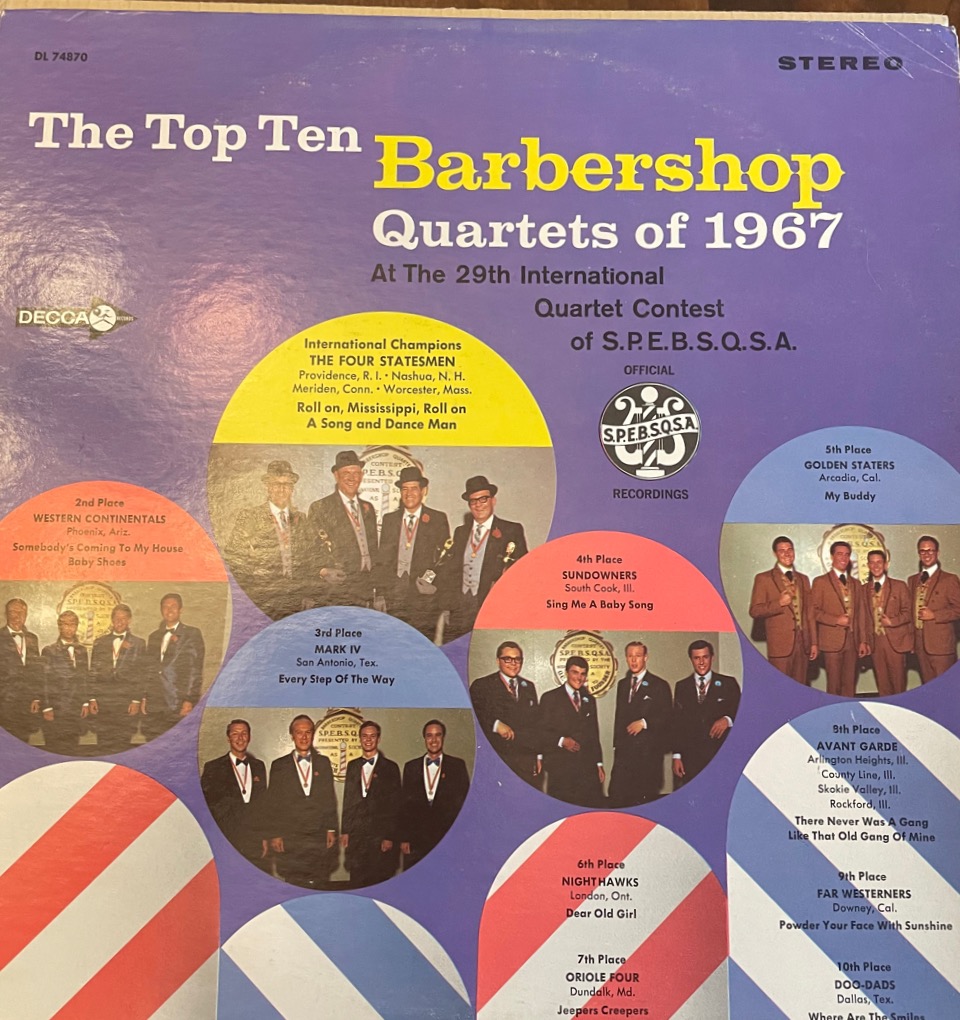 DL 74870
STEREO
The Top Ten
Barbershop
Quartets of 1967
At The 29th International
Quartet Contest
of S.P.E.B.S.Q.S.A.
DECCA
OFFICIAL
S.P.E.B.S.Q.S.A.
RECORDINGS
International Champions
THE FOUR STATESMEN
Providence, R. I. • Nashua, N. H.
Meriden, Conn. • Worcester, Mass.
Roll on, Mississippi, Roll on
A Song and Dance Man
2nd Place
WESTERN CONTINENTALS
Phoenix, Ariz.
Somebody's Coming To My House
Baby Shoes
3rd Place
MARK IV
San Antonio, Tex.
Every Step Of The Way
4th Place
SUNDOWNERS
South Cook, Ill.
Sing Me A Baby Song
5th Place
GOLDEN STATERS
Arcadia, Cal.
My Buddy
6th Place
NIGHTHAWKS
London, Ont.
Dear Old Girl
7th Place
ORIOLE FOUR
Dundalk, Md.
Jeepers Creepers
8th Place
AVANT GARDE
Arlington Heights, Ill.
County Line, Ill.
Skokie Valley, Ill.
Rockford, Ill.
There Never Was A Gang
Like That Old Gang Of Mine
9th Place
FAR WESTERNERS
Downey, Cal.
Powder Your Face With Sunshine
10th Place
DOO-DADS
Dallas, Tex.
Where Are The Smiles